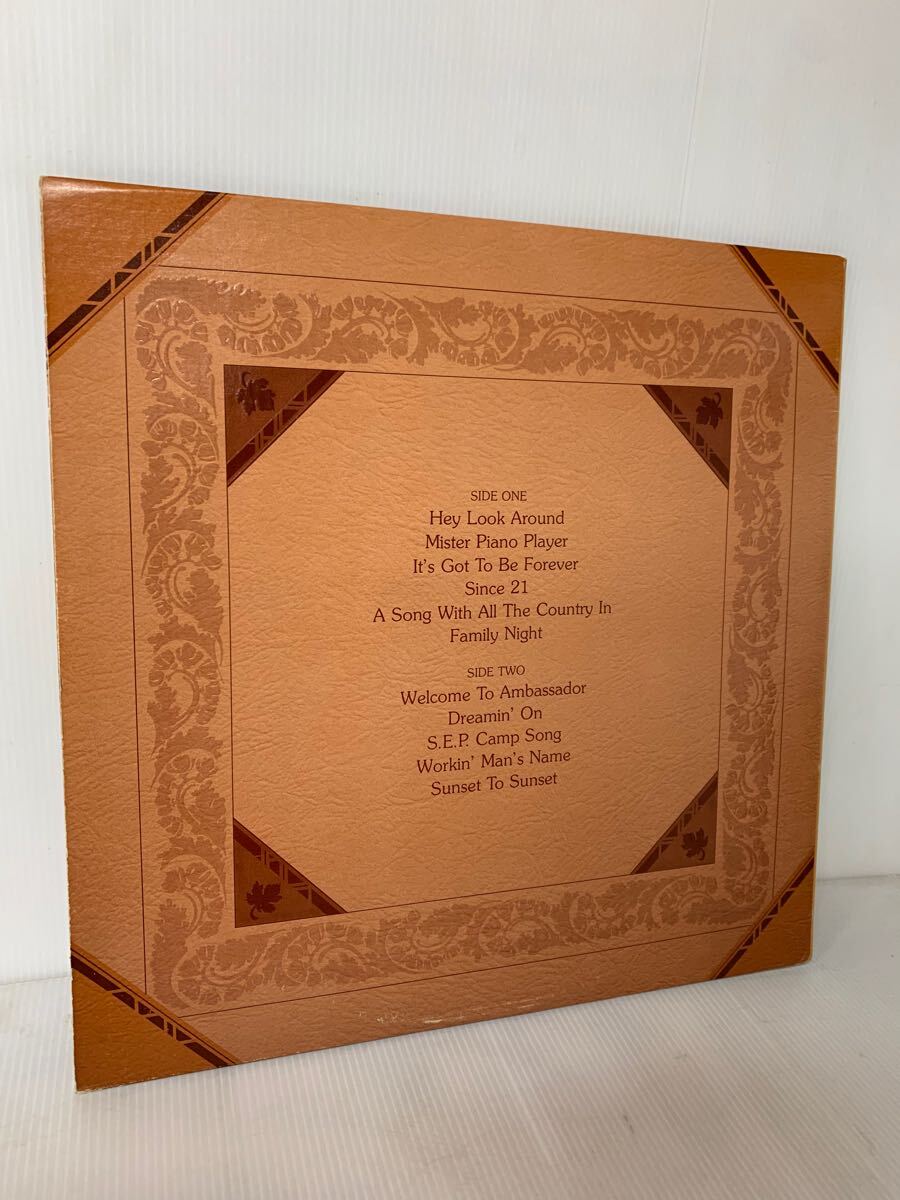 SIDE ONE
Hey Look Around
Mister Piano Player
It's Got To Be Forever
Since 21
A Song With All The Country In
Family Night
SIDE TWO
Welcome To Ambassador
Dreamin' On
S.E.P. Camp Song
Workin' Man's Name
Sunset To Sunset